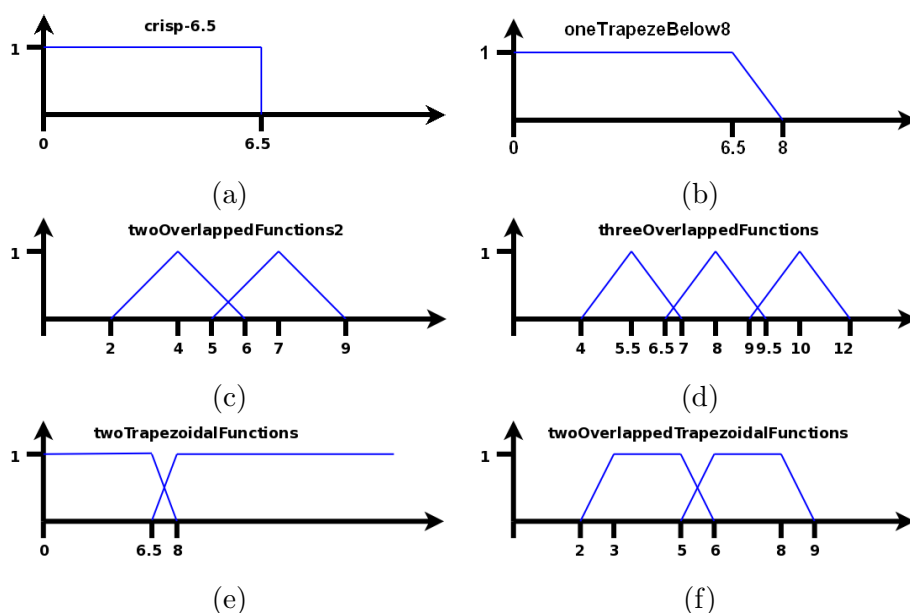 crisp-6.5
1
0 6.5
(a)
oneTrapezeBelow8
1
0 6.5 8
(b)
twoOverlappedFunctions2
1
2 4 5 6 7 9
(c)
threeOverlappedFunctions
1
4 5.5 6.5 7 8 9 9.5 10 12
(d)
twoTrapezoidalFunctions
1
0 6.5 8
(e)
twoOverlappedTrapezoidalFunctions
1
2 3 5 6 8 9
(f)